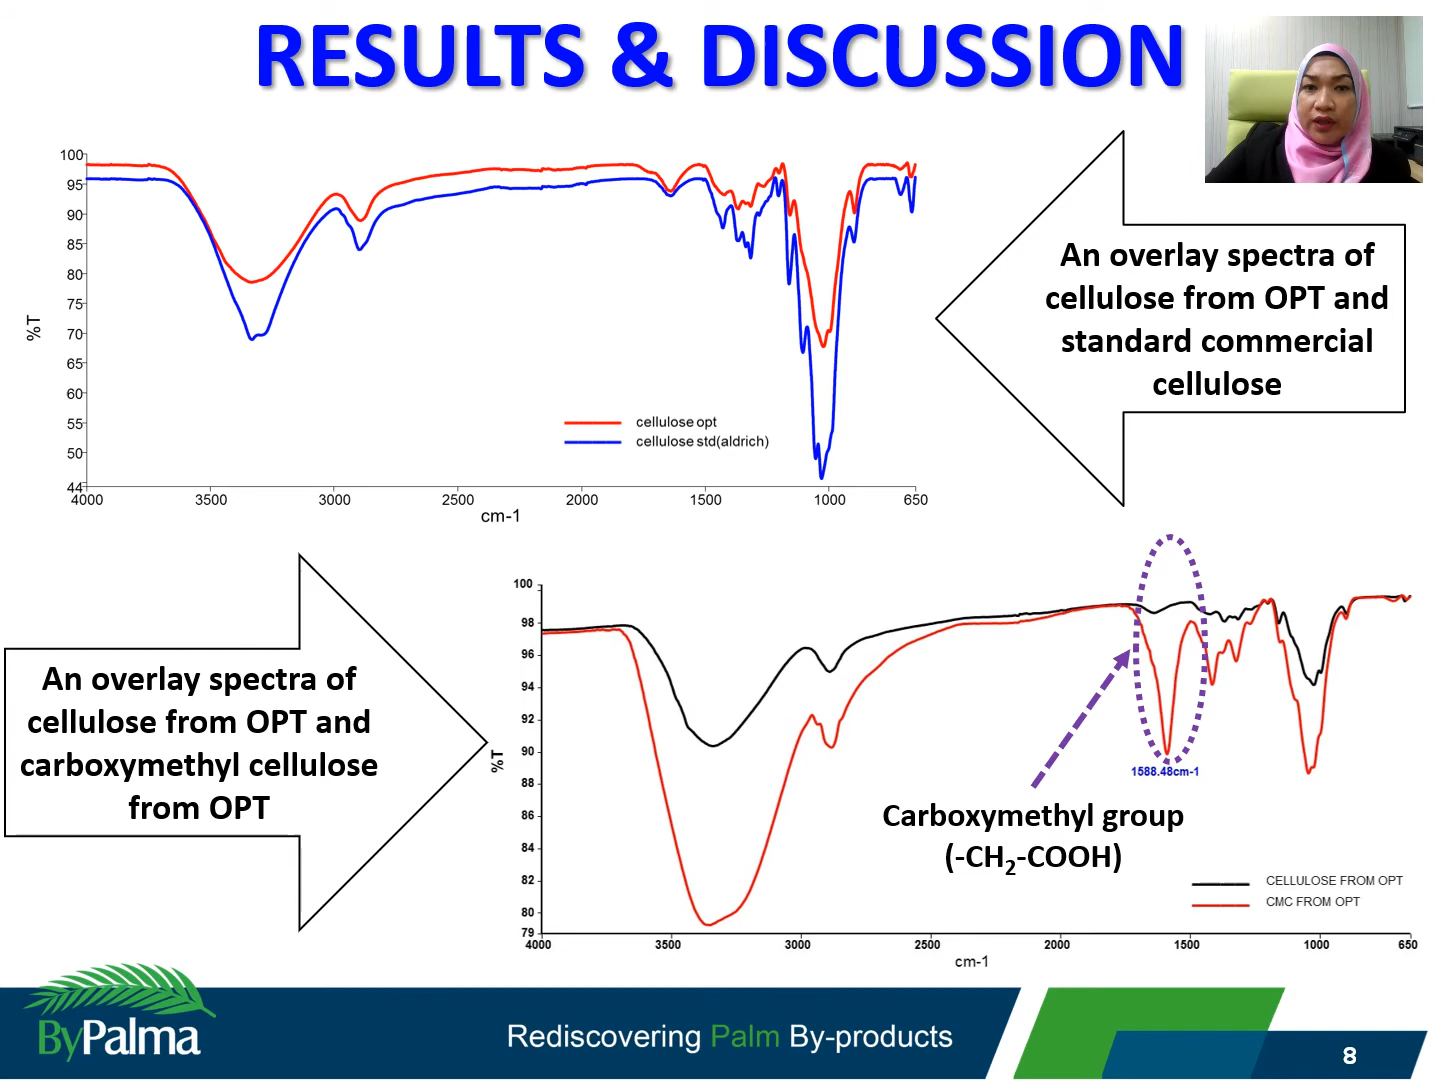 RESULTS & DISCUSSION
100
95
90
85
80
75
70
65
60
55
50
44
%T
4000
3500
3000
2500
2000
1500
1000
650
cm-1
cellulose opt
cellulose std(aldrich)
An overlay spectra of
cellulose from OPT and
standard commercial
cellulose
An overlay spectra of
cellulose from OPT and
carboxymethyl cellulose
from OPT
100
98
96
94
92
90
88
86
84
82
80
79
%T
4000
3500
3000
2500
2000
1500
1000
650
cm-1
1588.48cm-1
Carboxymethyl group
(-CH₂-COOH)
CELLULOSE FROM OPT
CMC FROM OPT
ByPalma
Rediscovering Palm By-products
8